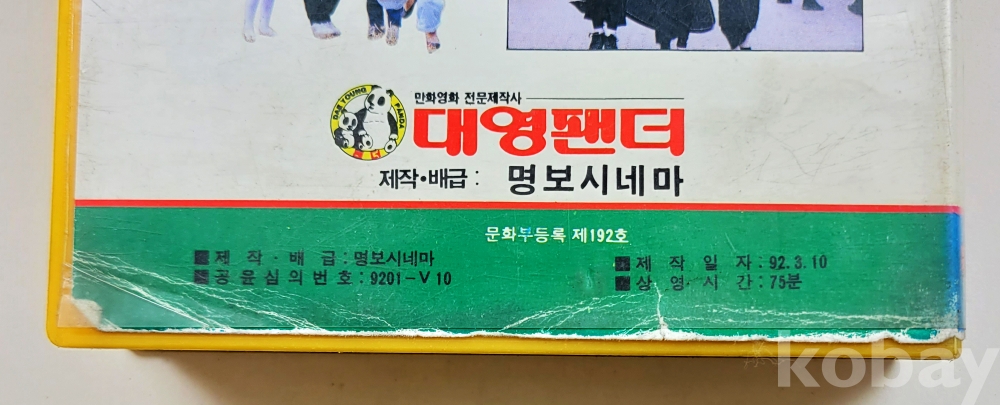 만화영화 전문제작사
DAE YOUNG PANDA
대영팬더
제작·배급 : 명보시네마
문화부등록 제192호
■제 작 · 배 급 : 명보시네마
■공윤심의번호 : 9201-V10
■제 작 일 자 : 92.3.10
■상 영 시 간 : 75분
kobay